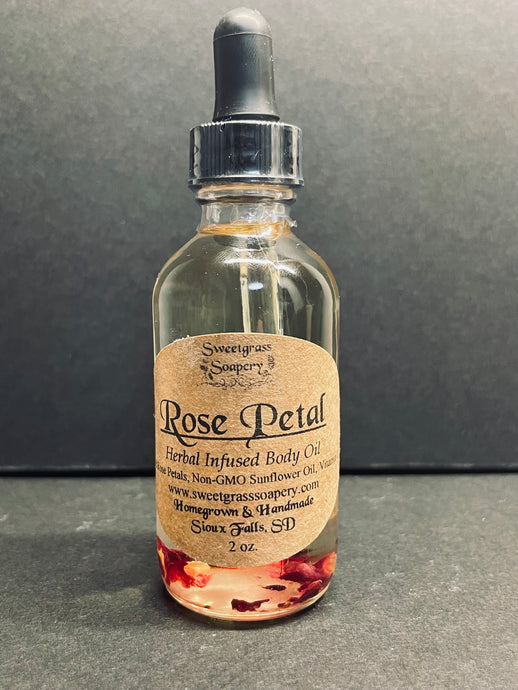 Sweetgrass
Soapery
Rose Petal
Herbal Infused Body Oil
Petals, Non-GMO Sunflower Oil,
www.sweetgrasssoapery.com
Homegrown & Handmade
Sioux Falls, SD
2 oz.